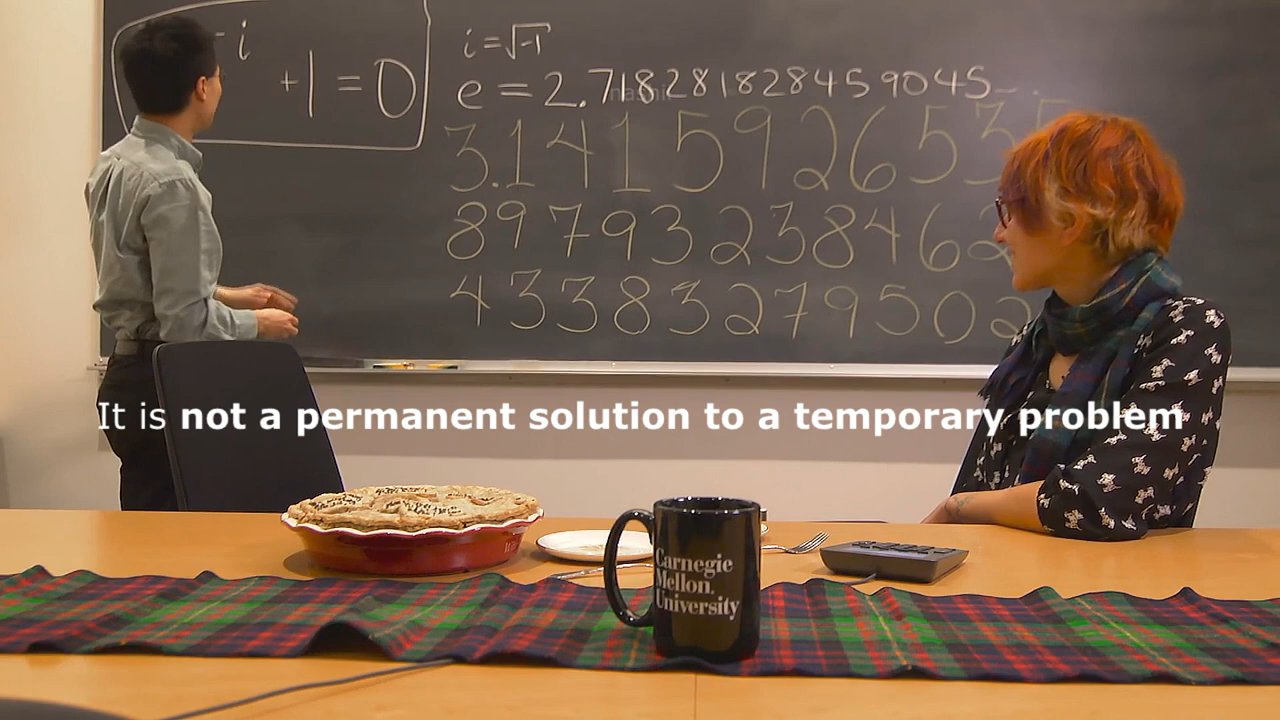 -i
+1=0
i=√-1
e=2.718281828459045...
3.1415926535
89793238462
43383279502
It is not a permanent solution to a temporary problem
Carnegie
Mellon
University